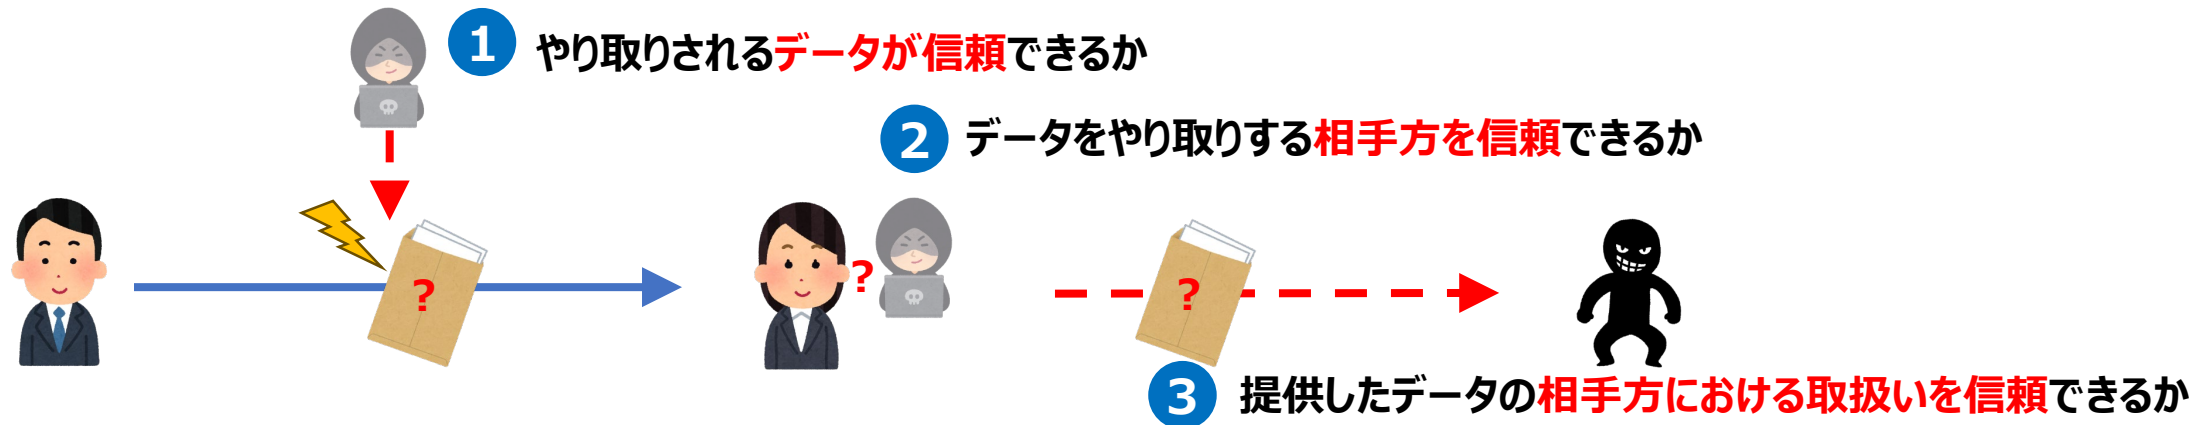 1 やり取りされるデータが信頼できるか
2 データをやり取りする相手方を信頼できるか
?
?
?
3 提供したデータの相手方における取扱いを信頼できるか